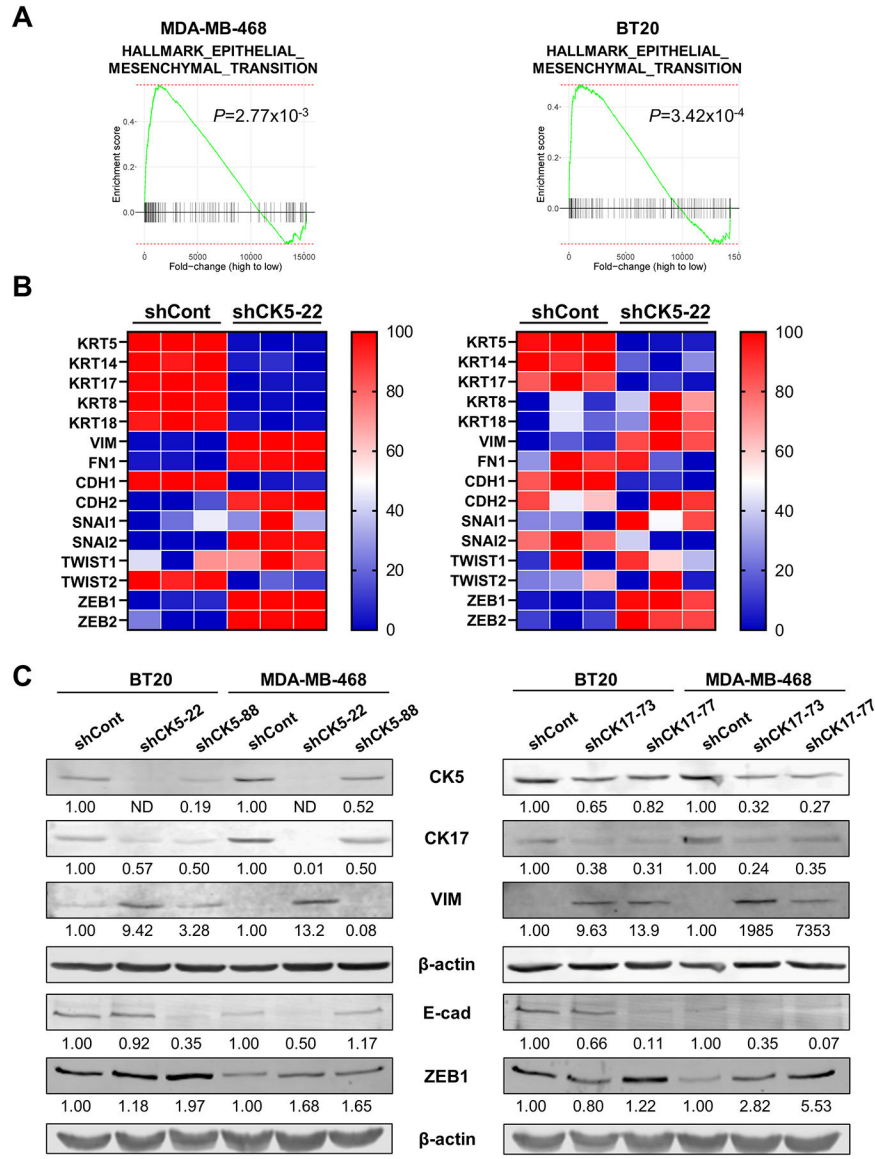 A
MDA-MB-468
HALLMARK_EPITHELIAL_
MESENCHYMAL_TRANSITION
P=2.77x10-3
Enrichment score
0.4
0.2
0.0
0 5000 10000 15000
Fold-change (high to low)
BT20
HALLMARK_EPITHELIAL_
MESENCHYMAL_TRANSITION
P=3.42x10-4
Enrichment score
0.4
0.2
0.0
0 5000 10000 150
Fold-change (high to low)
B
shCont shCK5-22
KRT5
KRT14
KRT17
KRT8
KRT18
VIM
FN1
CDH1
CDH2
SNAI1
SNAI2
TWIST1
TWIST2
ZEB1
ZEB2
100
80
60
40
20
0
shCont shCK5-22
KRT5
KRT14
KRT17
KRT8
KRT18
VIM
FN1
CDH1
CDH2
SNAI1
SNAI2
TWIST1
TWIST2
ZEB1
ZEB2
100
80
60
40
20
0
C
BT20 MDA-MB-468 BT20 MDA-MB-468
shCont shCK5-22 shCK5-88 shCont shCK5-22 shCK5-88 shCont shCK17-73 shCK17-77 shCont shCK17-73 shCK17-77
CK5
1.00 ND 0.19 1.00 ND 0.52 1.00 0.65 0.82 1.00 0.32 0.27
CK17
1.00 0.57 0.50 1.00 0.01 0.50 1.00 0.38 0.31 1.00 0.24 0.35
VIM
1.00 9.42 3.28 1.00 13.2 0.08 1.00 9.63 13.9 1.00 1985 7353
β-actin
E-cad
1.00 0.92 0.35 1.00 0.50 1.17 1.00 0.66 0.11 1.00 0.35 0.07
ZEB1
1.00 1.18 1.97 1.00 1.68 1.65 1.00 0.80 1.22 1.00 2.82 5.53
β-actin